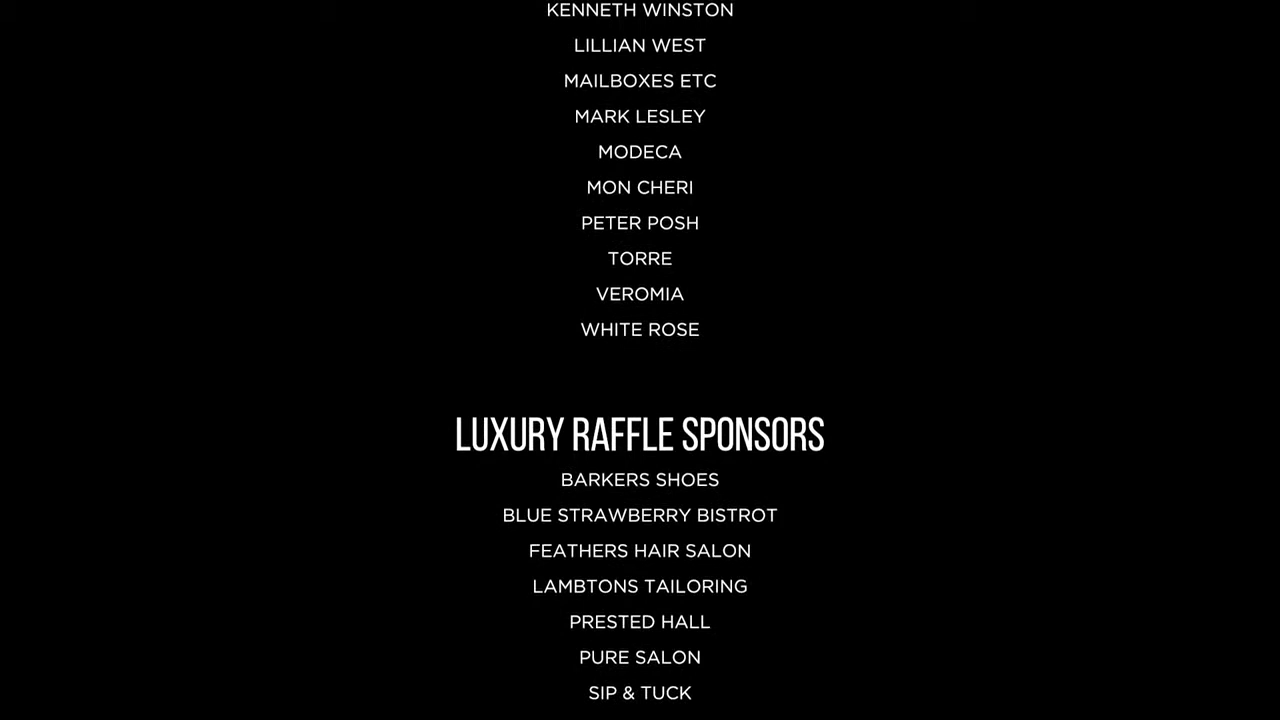 KENNETH WINSTON
LILLIAN WEST
MAILBOXES ETC
MARK LESLEY
MODECA
MON CHERI
PETER POSH
TORRE
VEROMIA
WHITE ROSE
LUXURY RAFFLE SPONSORS
BARKERS SHOES
BLUE STRAWBERRY BISTROT
FEATHERS HAIR SALON
LAMBTONS TAILORING
PRESTED HALL
PURE SALON
SIP & TUCK